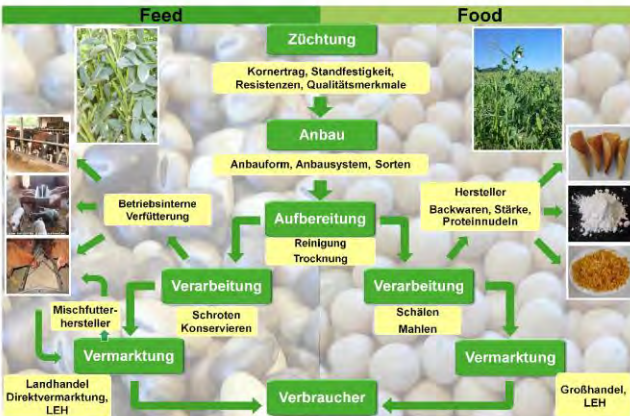 Feed
Food
Züchtung
Kornertrag, Standfestigkeit,
Resistenzen, Qualitätsmerkmale
Anbau
Anbauform, Anbausystem, Sorten
Betriebsinterne
Verfütterung
Hersteller
Backwaren, Stärke,
Proteinnudeln
Aufbereitung
Reinigung
Trocknung
Verarbeitung
Verarbeitung
Mischfutter-
hersteller
Schroten
Konservieren
Schälen
Mahlen
Vermarktung
Vermarktung
Landhandel
Direktvermarktung,
LEH
Verbraucher
Großhandel,
LEH